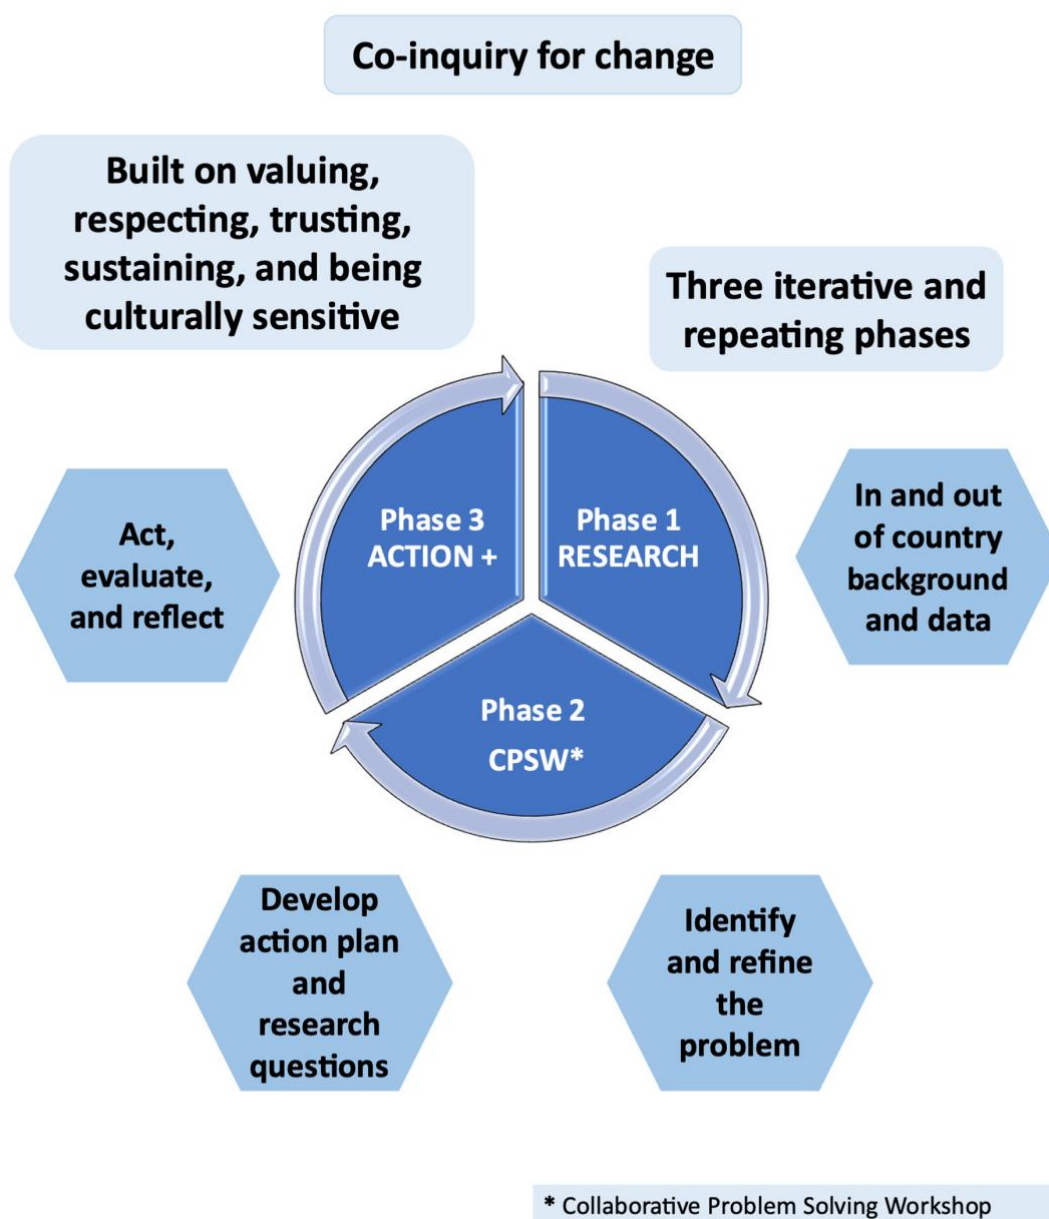 Co-inquiry for change
Built on valuing,
respecting, trusting,
sustaining, and being
culturally sensitive
Three iterative and
repeating phases
Phase 3
ACTION +
Phase 1
RESEARCH
Phase 2
CPSW*
Act,
evaluate,
and reflect
In and out
of country
background
and data
Develop
action plan
and
research
questions
Identify
and refine
the
problem
* Collaborative Problem Solving Workshop